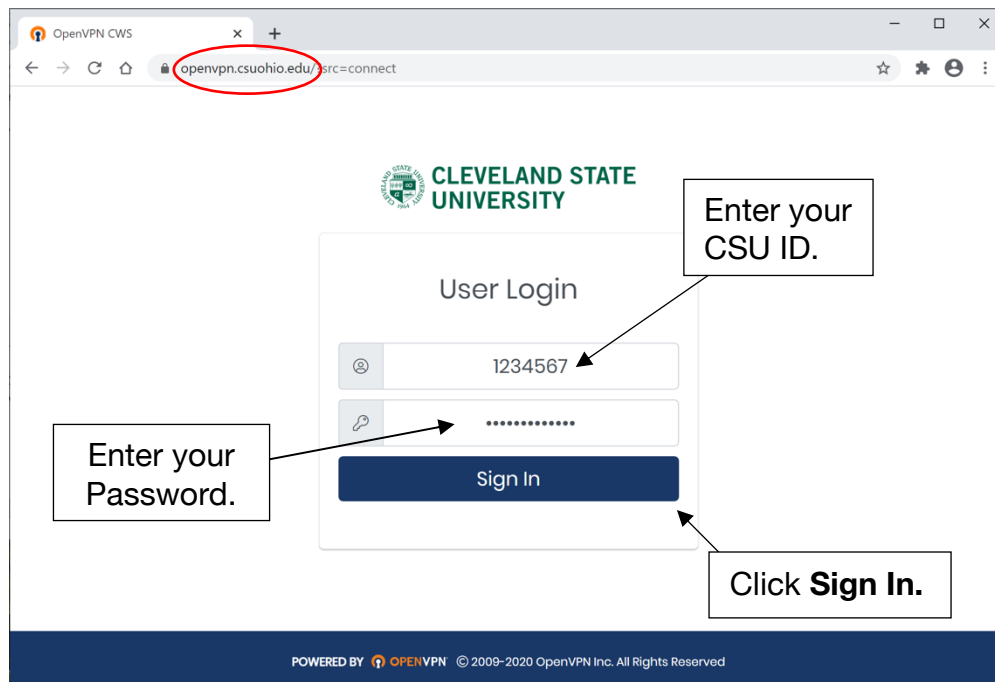 OpenVPN CWS
openvpn.csuohio.edu/?src=connect
CLEVELAND STATE
UNIVERSITY
Enter your
CSU ID.
User Login
1234567
•••••••••••••
Enter your
Password.
Sign In
Click Sign In.
POWERED BY OPENVPN © 2009-2020 OpenVPN Inc. All Rights Reserved